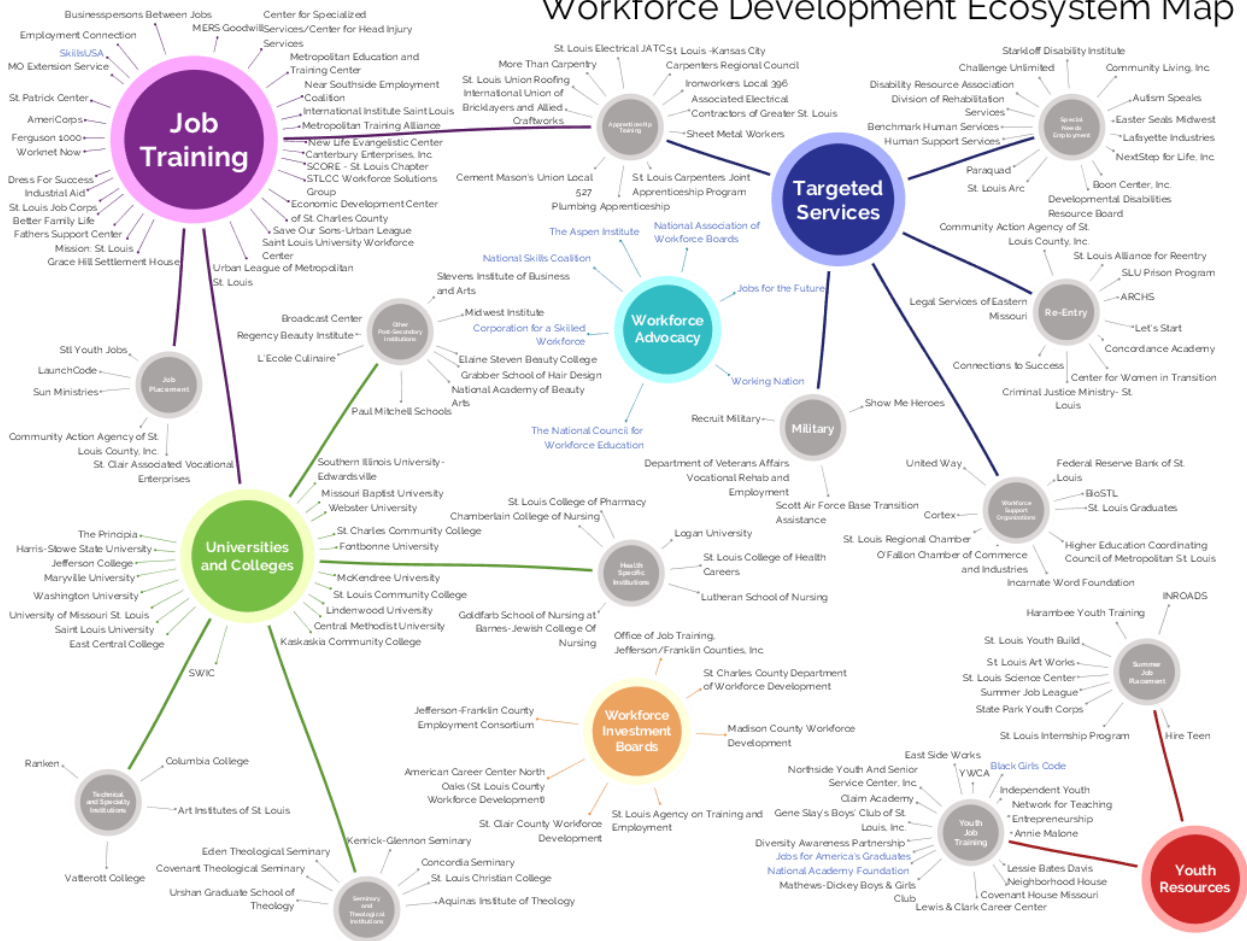 Workforce Development Ecosystem Map
Job
Training
Businesspersons Between Jobs
Employment Connection
SkillsUSA
MO Extension Service
St. Patrick Center
AmeriCorps
Ferguson 1000
Worknet Now
Dress For Success
Industrial Aid
St. Louis Job Corps
Better Family Life
Fathers Support Center
Mission: St. Louis
Grace Hill Settlement House
MERS Goodwill
Center for Specialized
Services/Center for Head Injury
Services
Metropolitan Education and
Training Center
Near Southside Employment
Coalition
International Institute Saint Louis
Metropolitan Training Alliance
New Life Evangelistic Center
Canterbury Enterprises, Inc.
SCORE - St. Louis Chapter
STLCC Workforce Solutions
Group
Economic Development Center
of St. Charles County
Save Our Sons-Urban League
Saint Louis University Workforce
Center
Urban League of Metropolitan
St. Louis
Apprenticeship
Training
St. Louis Electrical JATC
More Than Carpentry
St. Louis Union Roofing
International Union of
Bricklayers and Allied
Craftworks
St. Louis -Kansas City
Carpenters Regional Council
Ironworkers Local 396
Associated Electrical
Contractors of Greater St. Louis
Sheet Metal Workers
Cement Mason's Union Local
527
Plumbing Apprenticeship
St. Louis Carpenters Joint
Apprenticeship Program
Targeted
Services
Special
Needs
Employment
Starkloff Disability Institute
Challenge Unlimited
Disability Resource Association
Division of Rehabilitation
Services
Benchmark Human Services
Human Support Services
Paraquad
St. Louis Arc
Community Living, Inc.
Autism Speaks
Easter Seals Midwest
Lafayette Industries
NextStep for Life, Inc.
Boon Center, Inc.
Developmental Disabilities
Resource Board
Re-Entry
Community Action Agency of St.
Louis County, Inc.
St. Louis Alliance for Reentry
SLU Prison Program
ARCHS
Let's Start
Concordance Academy
Center for Women in Transition
Criminal Justice Ministry- St.
Louis
Connections to Success
Legal Services of Eastern
Missouri
Workforce
Advocacy
The Aspen Institute
National Association of
Workforce Boards
National Skills Coalition
Jobs for the Future
Corporation for a Skilled
Workforce
Working Nation
The National Council for
Workforce Education
Military
Recruit Military
Show Me Heroes
Department of Veterans Affairs
Vocational Rehab and
Employment
Scott Air Force Base Transition
Assistance
Workforce
Support
Organizations
United Way
Federal Reserve Bank of St.
Louis
BioSTL
St. Louis Graduates
Cortex
St. Louis Regional Chamber
O'Fallon Chamber of Commerce
and Industries
Higher Education Coordinating
Council of Metropolitan St. Louis
Incarnate Word Foundation
Other
Post-Secondary
Institutions
Stevens Institute of Business
and Arts
Broadcast Center
Regency Beauty Institute
L'Ecole Culinaire
Midwest Institute
Elaine Steven Beauty College
Grabber School of Hair Design
National Academy of Beauty
Arts
Paul Mitchell Schools
Job
Placement
Stl Youth Jobs
LaunchCode
Sun Ministries
Community Action Agency of St.
Louis County, Inc.
St. Clair Associated Vocational
Enterprises
Universities
and Colleges
Southern Illinois University-
Edwardsville
Missouri Baptist University
Webster University
St. Charles Community College
Fontbonne University
McKendree University
St. Louis Community College
Lindenwood University
Central Methodist University
Kaskaskia Community College
The Principia
Harris-Stowe State University
Jefferson College
Maryville University
Washington University
University of Missouri St. Louis
Saint Louis University
East Central College
SWIC
Health
Specific
Institutions
St. Louis College of Pharmacy
Chamberlain College of Nursing
Logan University
St. Louis College of Health
Careers
Lutheran School of Nursing
Goldfarb School of Nursing at
Barnes-Jewish College Of
Nursing
Workforce
Investment
Boards
Office of Job Training,
Jefferson/Franklin Counties, Inc.
St Charles County Department
of Workforce Development
Jefferson-Franklin County
Employment Consortium
Madison County Workforce
Development
American Career Center North
Oaks (St. Louis County
Workforce Development)
St. Clair County Workforce
Development
St. Louis Agency on Training and
Employment
Technical
and Specialty
Institutions
Ranken
Columbia College
Art Institutes of St Louis
Vatterott College
Seminary
and
Theological
Institutions
Kerrick-Glennon Seminary
Eden Theological Seminary
Covenant Theological Seminary
Urshan Graduate School of
Theology
Concordia Seminary
St. Louis Christian College
Aquinas Institute of Theology
Summer
Job
Placement
INROADS
Harambee Youth Training
St. Louis Youth Build
St. Louis Art Works
St. Louis Science Center
Summer Job League
State Park Youth Corps
St. Louis Internship Program
Hire Teen
Youth
Job
Training
East Side Works
YWCA
Black Girls Code
Northside Youth And Senior
Service Center, Inc.
Claim Academy
Gene Slay's Boys' Club of St.
Louis, Inc.
Diversity Awareness Partnership
Jobs for America's Graduates
National Academy Foundation
Mathews-Dickey Boys & Girls
Club
Independent Youth
Network for Teaching
Entrepreneurship
Annie Malone
Lessie Bates Davis
Neighborhood House
Covenant House Missouri
Lewis & Clark Career Center
Youth
Resources